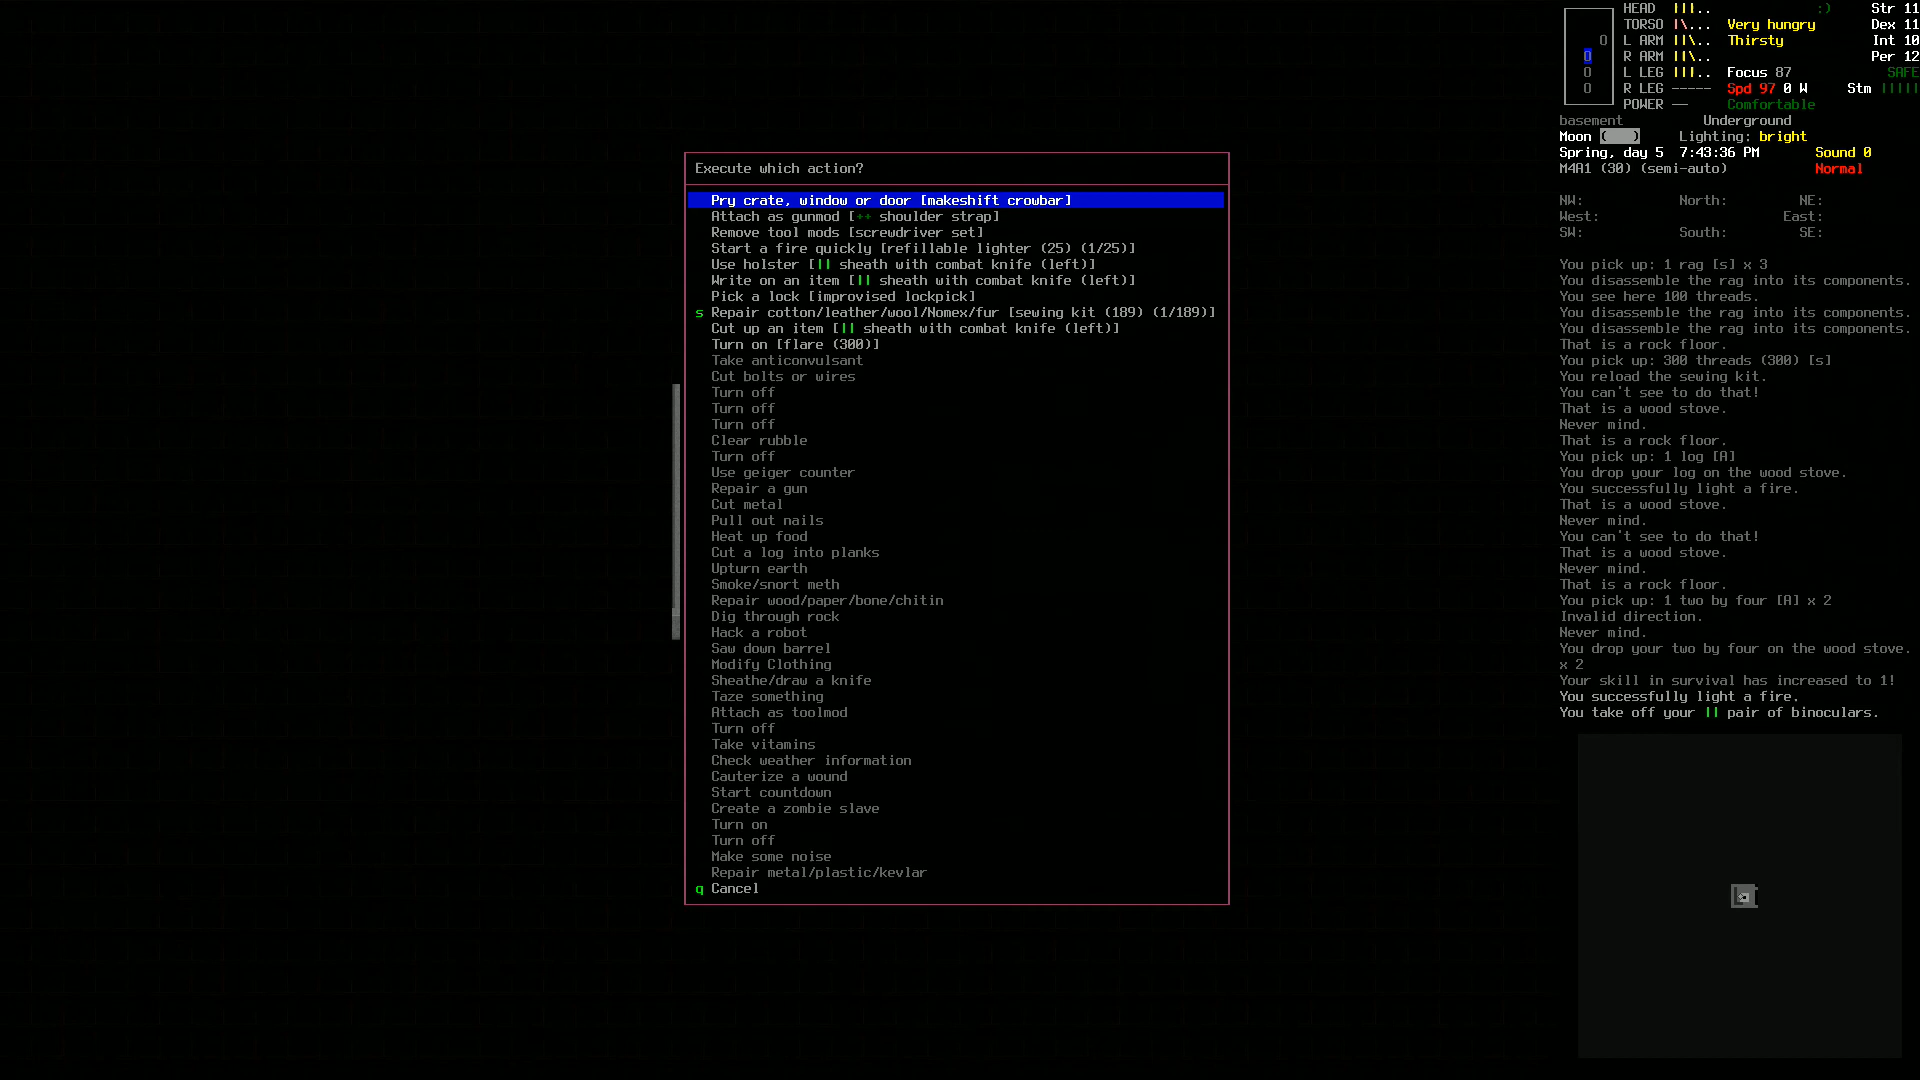 Execute which action?
Pry crate, window or door [makeshift crowbar]
Attach as gunmod [++ shoulder strap]
Remove tool mods [screwdriver set]
Start a fire quickly [refillable lighter (25) (1/25)]
Use holster [|| sheath with combat knife (left)]
Write on an item [|| sheath with combat knife (left)]
Pick a lock [improvised lockpick]
s Repair cotton/leather/wool/Nomex/fur [sewing kit (189) (1/189)]
Cut up an item [|| sheath with combat knife (left)]
Turn on [flare (300)]
Take anticonvulsant
Cut bolts or wires
Turn off
Turn off
Turn off
Clear rubble
Turn off
Use geiger counter
Repair a gun
Cut metal
Pull out nails
Heat up food
Cut a log into planks
Upturn earth
Smoke/snort meth
Repair wood/paper/bone/chitin
Dig through rock
Hack a robot
Saw down barrel
Modify Clothing
Sheathe/draw a knife
Taze something
Attach as toolmod
Turn off
Take vitamins
Check weather information
Cauterize a wound
Start countdown
Create a zombie slave
Turn on
Turn off
Make some noise
Repair metal/plastic/kevlar
q Cancel
HEAD |||.. :) Str 11
TORSO |\... Very hungry Dex 11
O L ARM ||\.. Thirsty Int 10
0 R ARM ||\.. Per 12
0 L LEG |||.. Focus 87 SAFE
0 R LEG ----- Spd 97 0 W Stm |||||
POWER -- Comfortable
basement Underground
Moon ( ) Lighting: bright
Spring, day 5 7:43:36 PM Sound 0
M4A1 (30) (semi-auto) Normal
NW: North: NE:
West: East:
SW: South: SE:
You pick up: 1 rag [s] x 3
You disassemble the rag into its components.
You see here 100 threads.
You disassemble the rag into its components.
You disassemble the rag into its components.
That is a rock floor.
You pick up: 300 threads (300) [s]
You reload the sewing kit.
You can't see to do that!
That is a wood stove.
Never mind.
That is a rock floor.
You pick up: 1 log [A]
You drop your log on the wood stove.
You successfully light a fire.
That is a wood stove.
Never mind.
You can't see to do that!
That is a wood stove.
Never mind.
That is a rock floor.
You pick up: 1 two by four [A] x 2
Invalid direction.
Never mind.
You drop your two by four on the wood stove.
x 2
Your skill in survival has increased to 1!
You successfully light a fire.
You take off your || pair of binoculars.